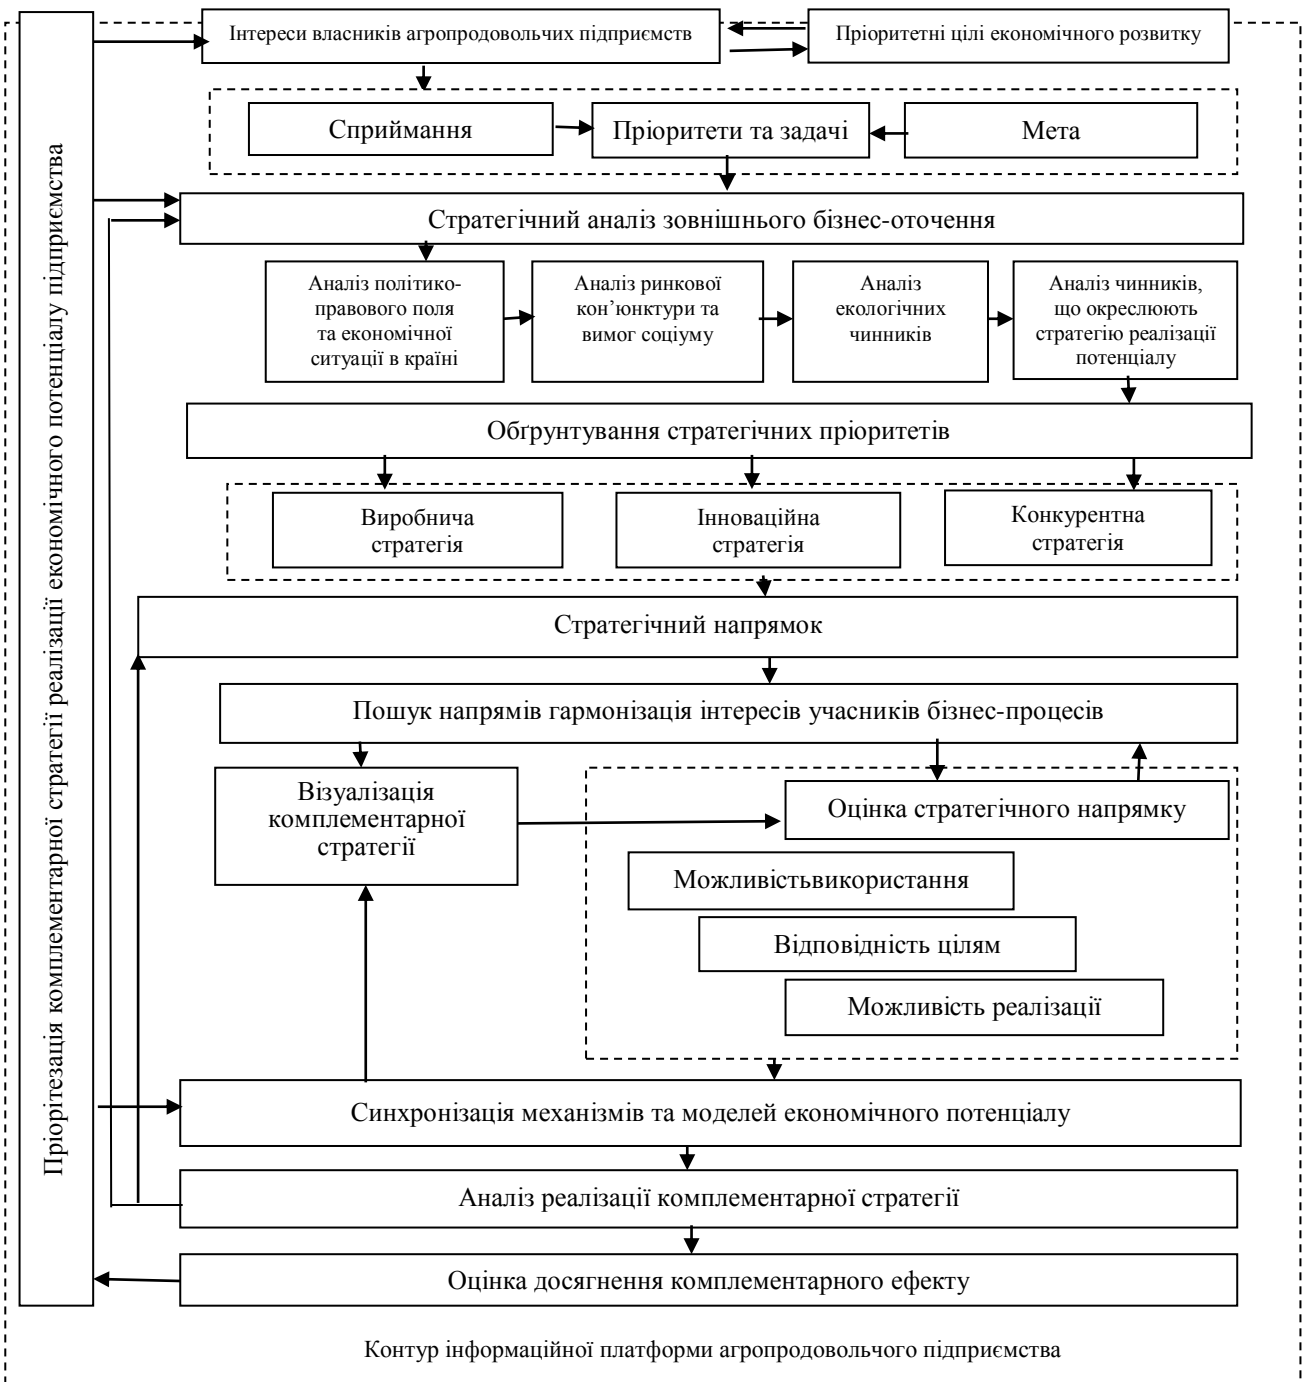 Пріорітезація комплементарної стратегії реалізації економічного потенціалу підприємства
Інтереси власників агропродовольчих підприємств
Пріоритетні цілі економічного розвитку
Сприймання
Пріоритети та задачі
Мета
Стратегічний аналіз зовнішнього бізнес-оточення
Аналіз політико-
правового поля
та економічної
ситуації в країні
Аналіз ринкової
кон’юнктури та
вимог соціуму
Аналіз
екологічних
чинників
Аналіз чинників,
що окреслюють
стратегію реалізації
потенціалу
Обґрунтування стратегічних пріоритетів
Виробнича
стратегія
Інноваційна
стратегія
Конкурентна
стратегія
Стратегічний напрямок
Пошук напрямів гармонізація інтересів учасників бізнес-процесів
Візуалізація
комплементарної
стратегії
Оцінка стратегічного напрямку
Можливістьвикористання
Відповідність цілям
Можливість реалізації
Синхронізація механізмів та моделей економічного потенціалу
Аналіз реалізації комплементарної стратегії
Оцінка досягнення комплементарного ефекту
Контур інформаційної платформи агропродовольчого підприємства